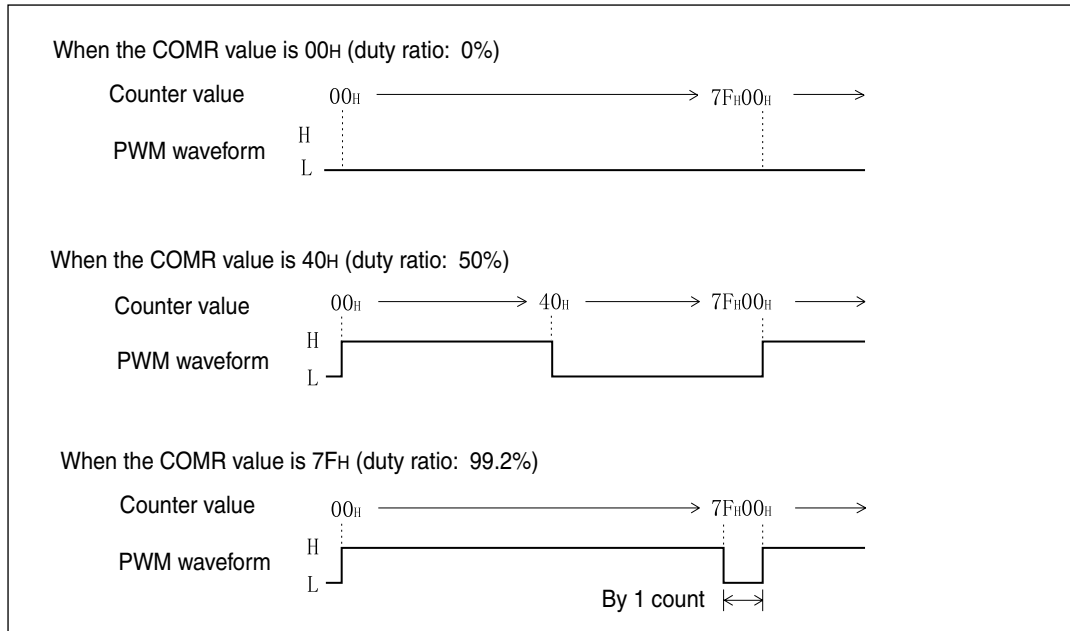 When the COMR value is 00H (duty ratio: 0%)
Counter value 00H 7FH00H
H
PWM waveform
L
When the COMR value is 40H (duty ratio: 50%)
Counter value 00H 40H 7FH00H
H
PWM waveform
L
When the COMR value is 7FH (duty ratio: 99.2%)
Counter value 00H 7FH00H
H
PWM waveform
L
By 1 count